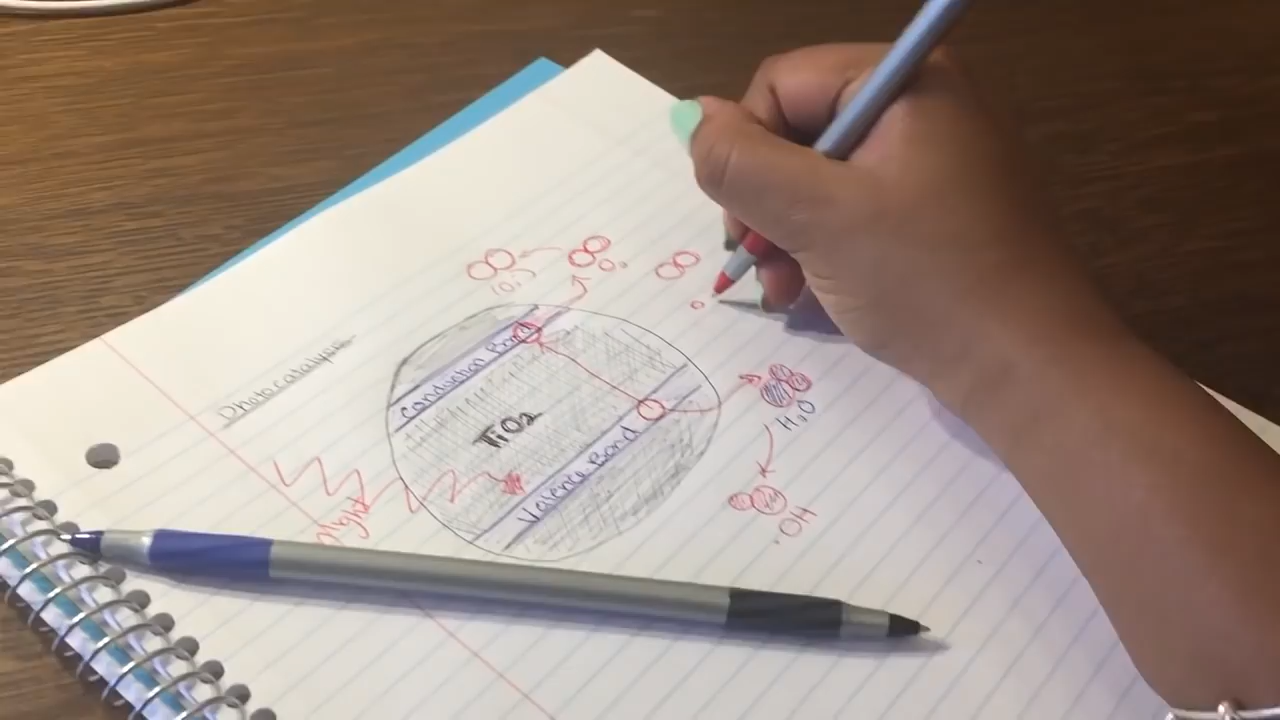 Photocatalysis
O₂
(O₂)
Conduction Band
TiO₂
Valence Band
light
H₂O
·OH